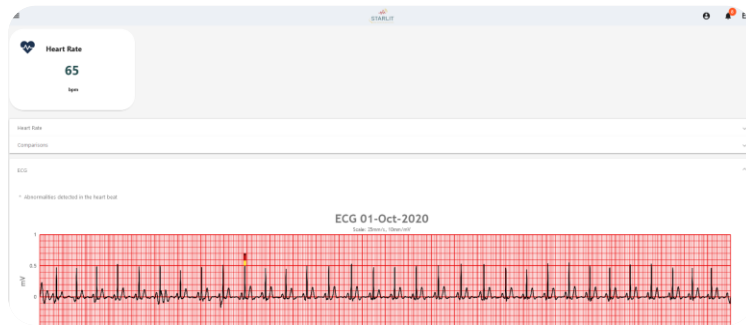 STARLIT
Heart Rate
65
bpm
Heart Rate
Comparisons
ECG
* Abnormalities detected in the heart beat
ECG 01-Oct-2020
Scale: 25mm/s, 10mm/mV
1
0.5
mV
0